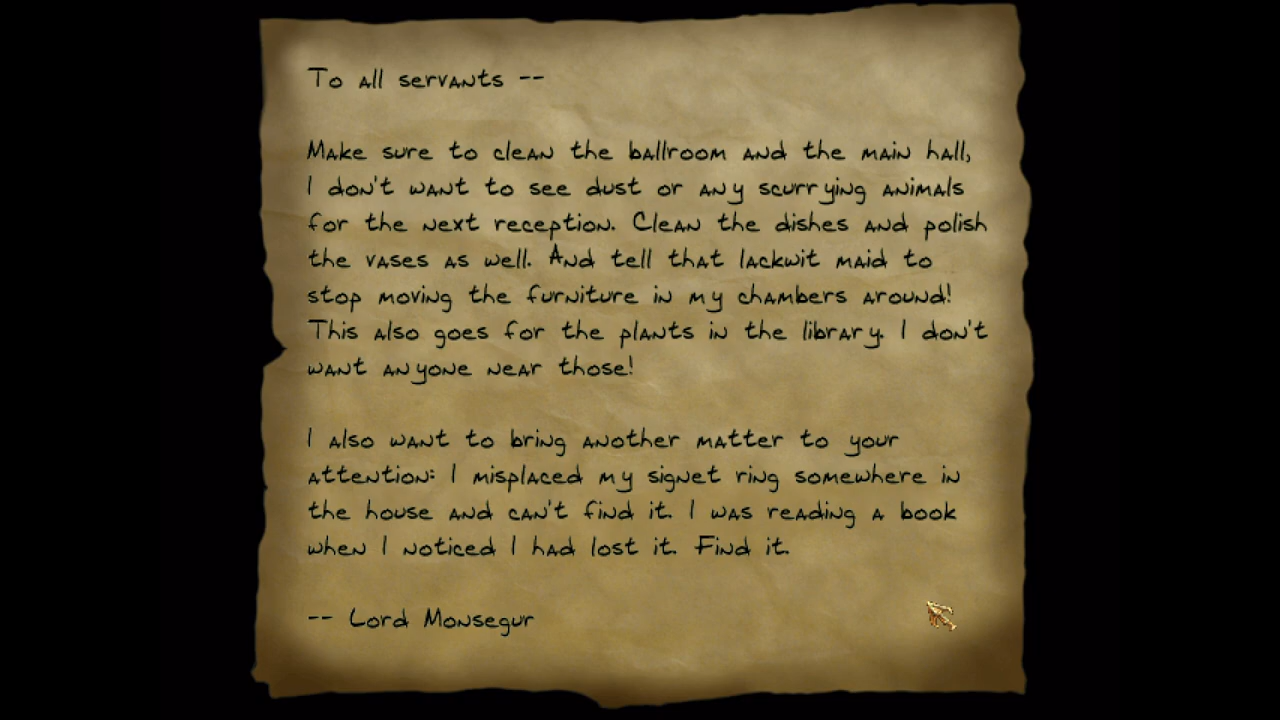 To all servants --
Make sure to clean the ballroom and the main hall,
I don't want to see dust or any scurrying animals
for the next reception. Clean the dishes and polish
the vases as well. And tell that lackwit maid to
stop moving the furniture in my chambers around!
This also goes for the plants in the library. I don't
want anyone near those!
I also want to bring another matter to your
attention: I misplaced my signet ring somewhere in
the house and can't find it. I was reading a book
when I noticed I had lost it. Find it.
-- Lord Monsegur